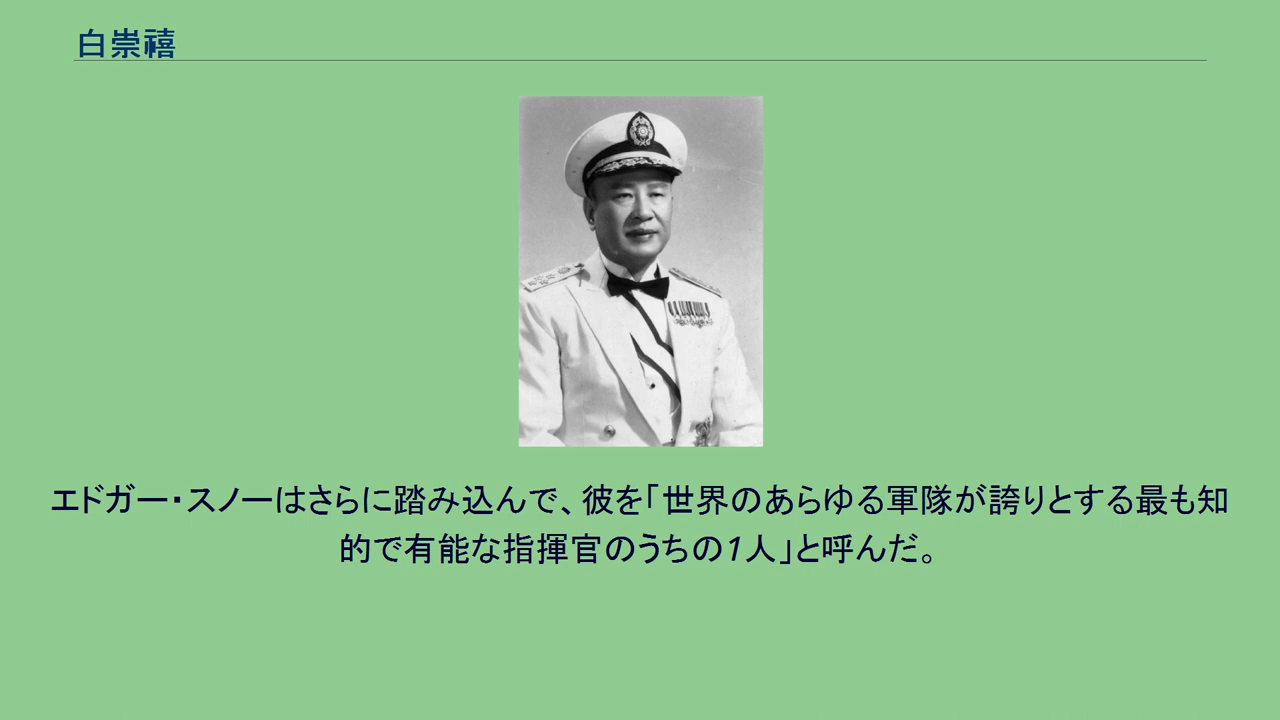 白崇禧
エドガー・スノーはさらに踏み込んで、彼を「世界のあらゆる軍隊が誇りとする最も知
的で有能な指揮官のうちの1人」と呼んだ。